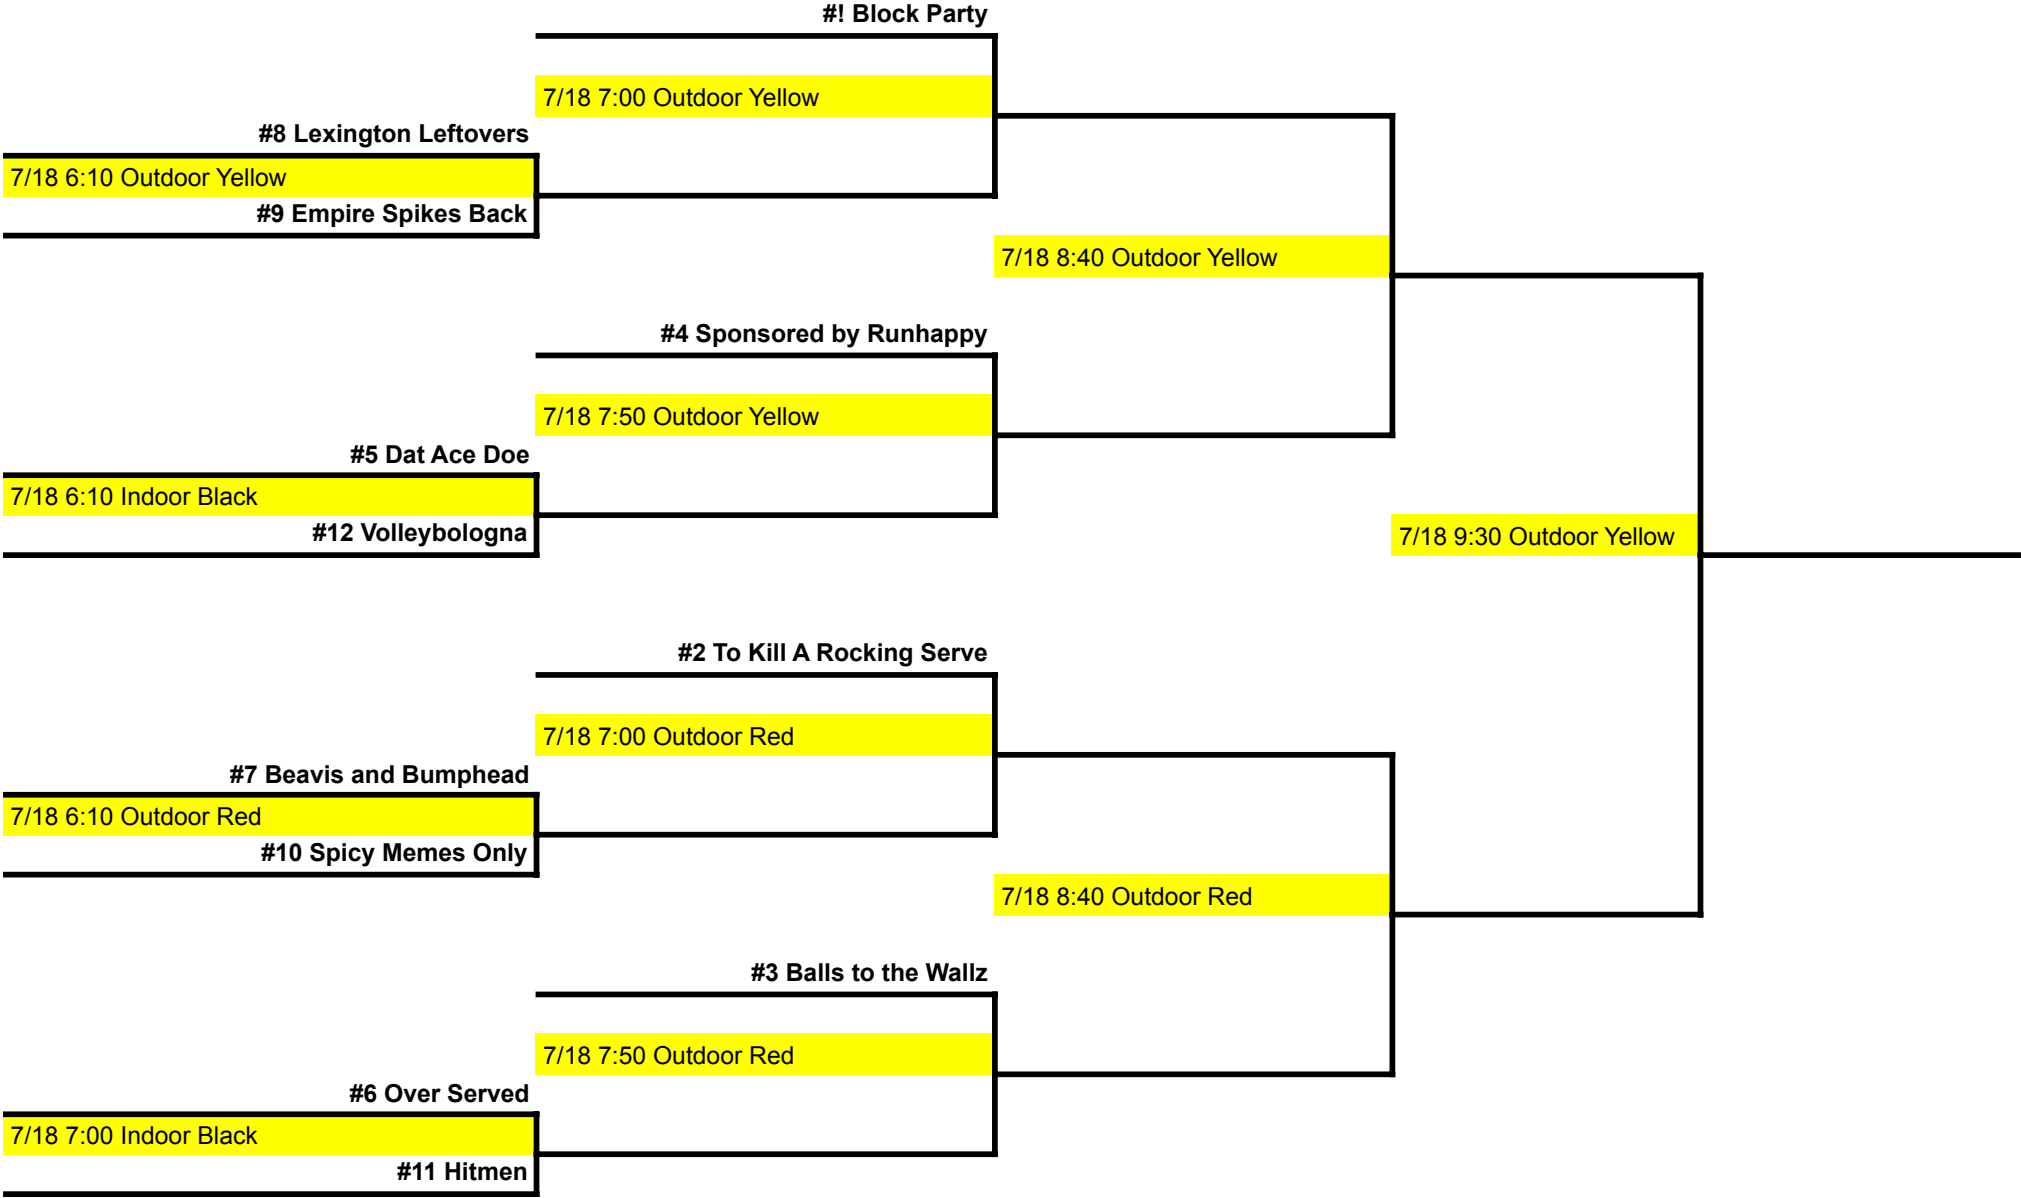 #! Block Party
7/18 7:00 Outdoor Yellow
#8 Lexington Leftovers
7/18 6:10 Outdoor Yellow
#9 Empire Spikes Back
7/18 8:40 Outdoor Yellow
#4 Sponsored by Runhappy
7/18 7:50 Outdoor Yellow
#5 Dat Ace Doe
7/18 6:10 Indoor Black
#12 Volleybologna
7/18 9:30 Outdoor Yellow
#2 To Kill A Rocking Serve
7/18 7:00 Outdoor Red
#7 Beavis and Bumphead
7/18 6:10 Outdoor Red
#10 Spicy Memes Only
7/18 8:40 Outdoor Red
#3 Balls to the Wallz
7/18 7:50 Outdoor Red
#6 Over Served
7/18 7:00 Indoor Black
#11 Hitmen